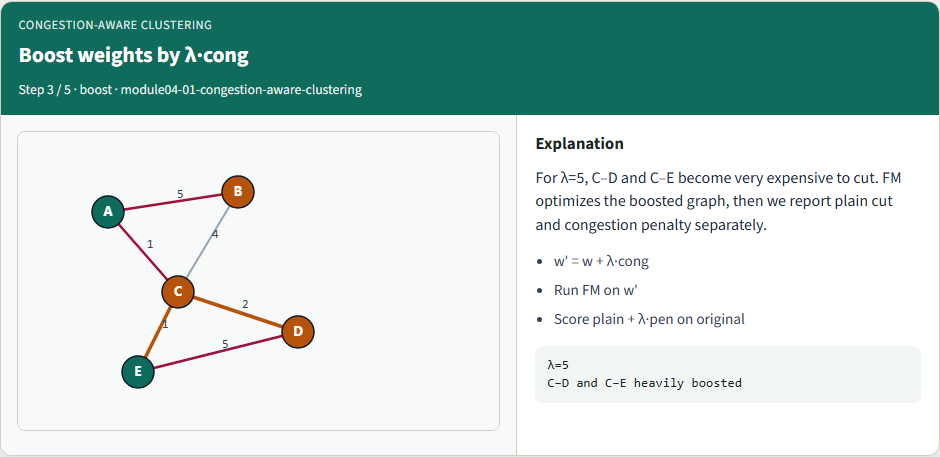 CONGESTION-AWARE CLUSTERING
Boost weights by λ·cong
Step 3 / 5 · boost · module04-01-congestion-aware-clustering
A
B
C
D
E
5
1
4
2
1
5
Explanation
For λ=5, C–D and C–E become very expensive to cut. FM
optimizes the boosted graph, then we report plain cut
and congestion penalty separately.
• w' = w + λ·cong
• Run FM on w'
• Score plain + λ·pen on original
λ=5
C–D and C–E heavily boosted